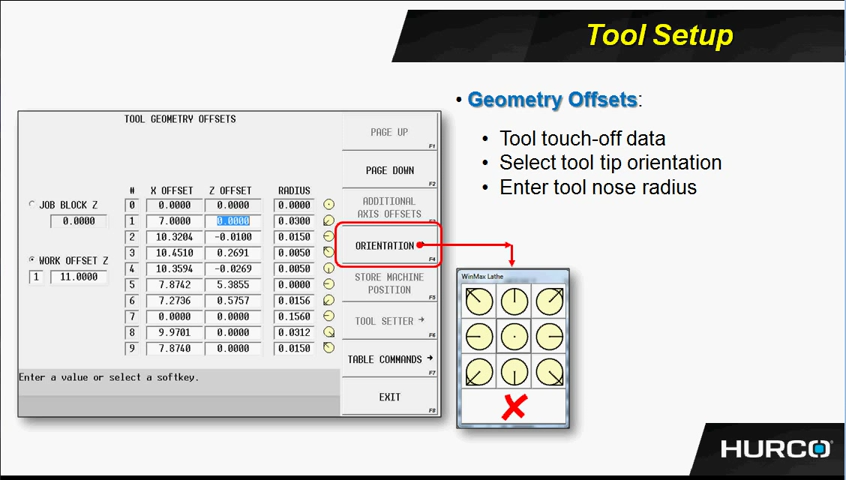 Tool Setup
• Geometry Offsets:
• Tool touch-off data
• Select tool tip orientation
• Enter tool nose radius
TOOL GEOMETRY OFFSETS
JOB BLOCK Z
0.0000
WORK OFFSET Z
1 11.0000
# X OFFSET Z OFFSET RADIUS
0 0.0000 0.0000 0.0000
1 7.0000 0.0000 0.0300
2 10.3204 -0.0100 0.0150
3 10.4510 0.2691 0.0050
4 10.3594 -0.0269 0.0050
5 7.8742 5.3855 0.0000
6 7.2736 0.5757 0.0156
7 0.0000 0.0000 0.1560
8 9.9701 0.0000 0.0312
9 7.8740 0.0000 0.0150
Enter a value or select a softkey.
PAGE UP
F1
PAGE DOWN
F2
ADDITIONAL
AXIS OFFSETS
ORIENTATION
F4
STORE MACHINE
POSITION
F5
TOOL SETTER →
F6
TABLE COMMANDS →
F7
EXIT
F8
WinMax Lathe
HURCO